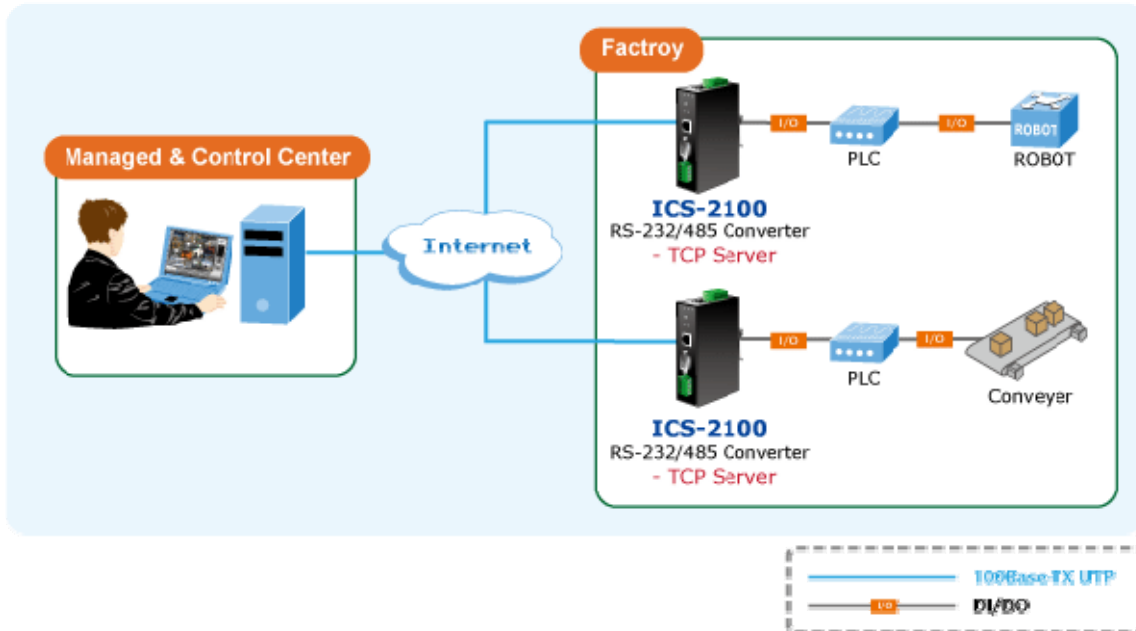 Factroy
Managed & Control Center
I/O
I/O
ROBOT
PLC
ROBOT
ICS-2100
RS-232/485 Converter
- TCP Server
Internet
I/O
I/O
PLC
Conveyer
ICS-2100
RS-232/485 Converter
- TCP Server
100Base-TX UTP
I/O
DI/DO